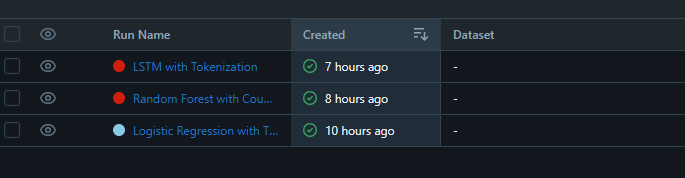 Run Name Created Dataset
LSTM with Tokenization 7 hours ago -
Random Forest with Cou... 8 hours ago -
Logistic Regression with T... 10 hours ago -